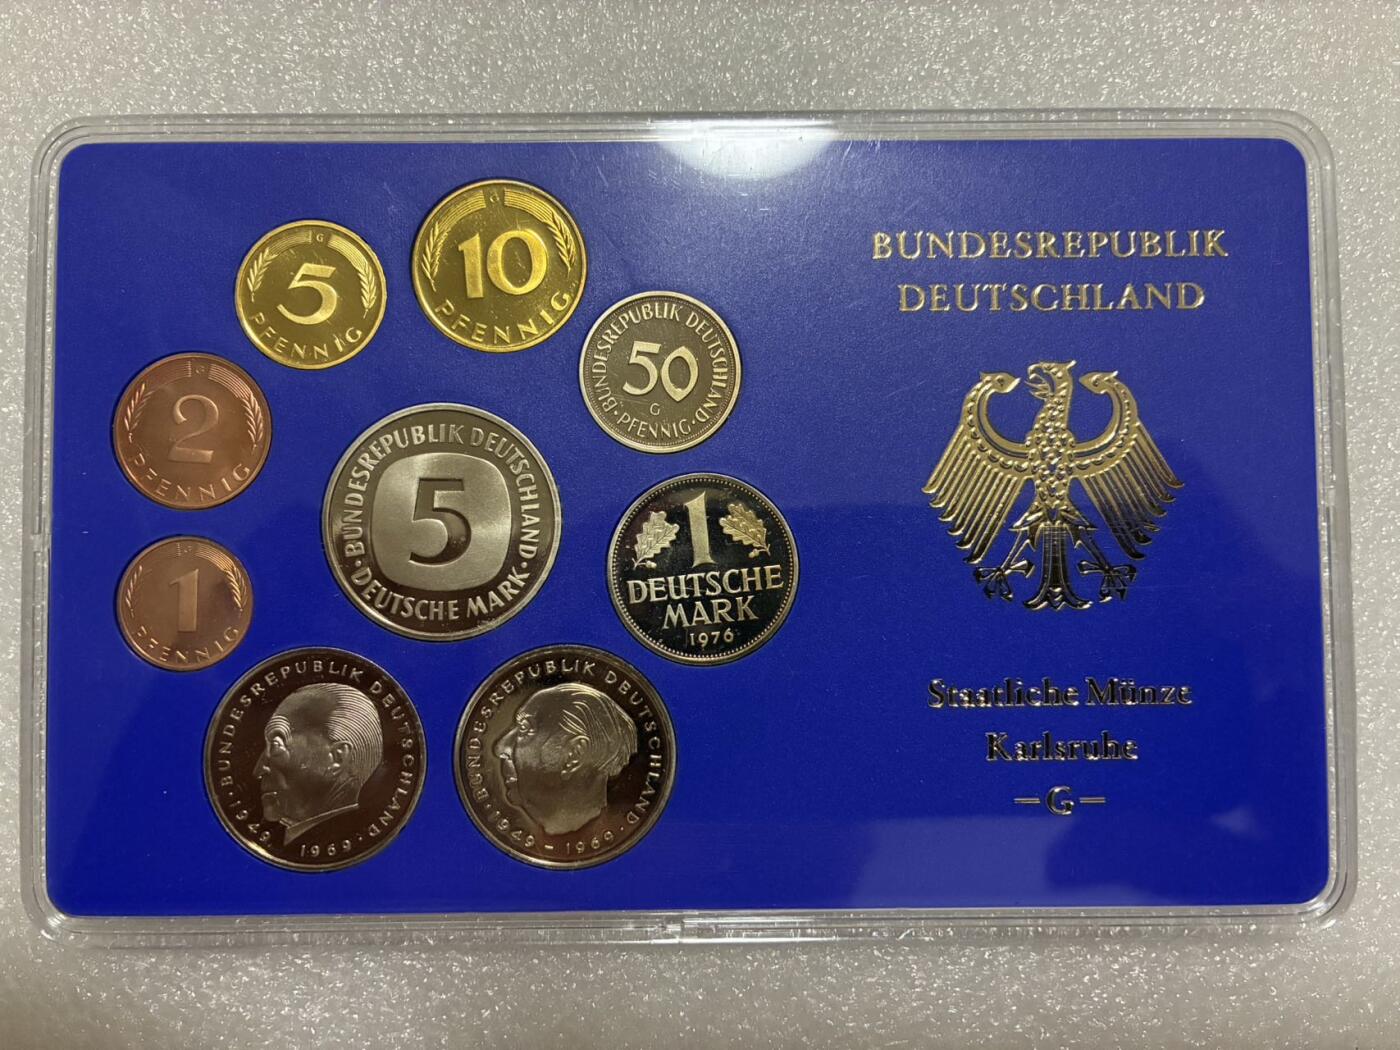 G
5
PFENNIG
G
10
PFENNIG
BUNDESREPUBLIK DEUTSCHLAND
50
G
PFENNIG
G
2
PFENNIG
BUNDESREPUBLIK DEUTSCHLAND
5
DEUTSCHE MARK
1
DEUTSCHE
MARK
1976
G
1
PFENNIG
BUNDESREPUBLIK DEUTSCHLAND
1949 1969
BUNDESREPUBLIK DEUTSCHLAND
1949 - 1969
BUNDESREPUBLIK
DEUTSCHLAND
Staatliche Münze
Karlsruhe
—G—